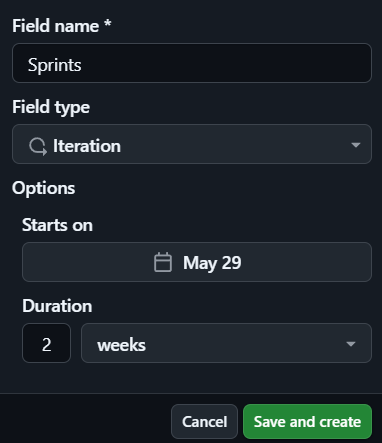 Field name *
Sprints
Field type
Iteration
Options
Starts on
May 29
Duration
2 weeks
Cancel Save and create